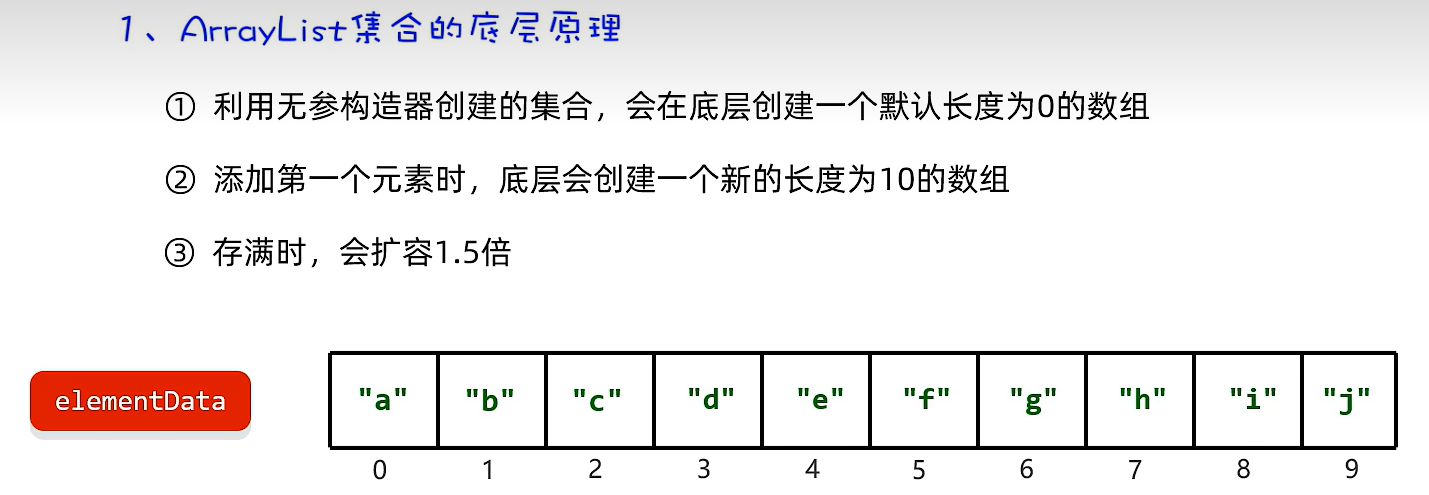 1、ArrayList集合的底层原理
① 利用无参构造器创建的集合，会在底层创建一个默认长度为0的数组
② 添加第一个元素时，底层会创建一个新的长度为10的数组
③ 存满时，会扩容1.5倍
elementData "a" "b" "c" "d" "e" "f" "g" "h" "i" "j"
0 1 2 3 4 5 6 7 8 9